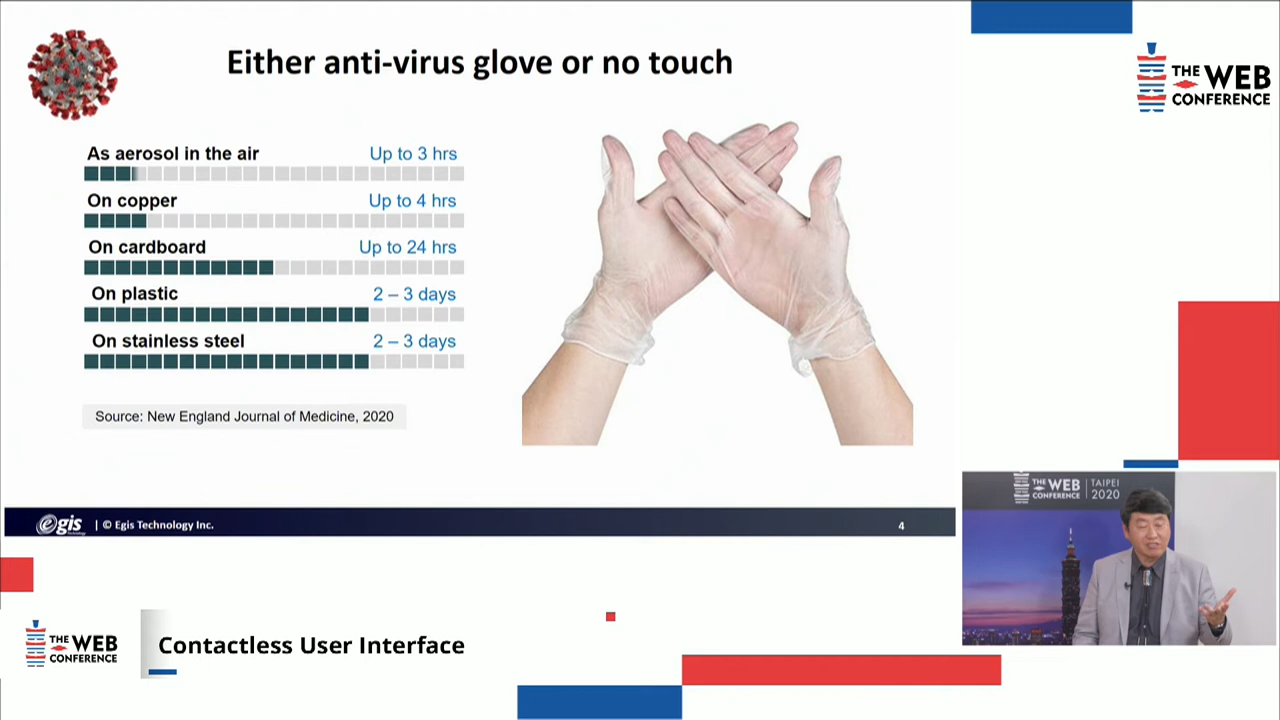 Either anti-virus glove or no touch
THE WEB
CONFERENCE
As aerosol in the air Up to 3 hrs
On copper Up to 4 hrs
On cardboard Up to 24 hrs
On plastic 2 – 3 days
On stainless steel 2 – 3 days
Source: New England Journal of Medicine, 2020
egis
Technology
| © Egis Technology Inc.
4
THE WEB
CONFERENCE
TAIPEI
2020
THE WEB
CONFERENCE
Contactless User Interface